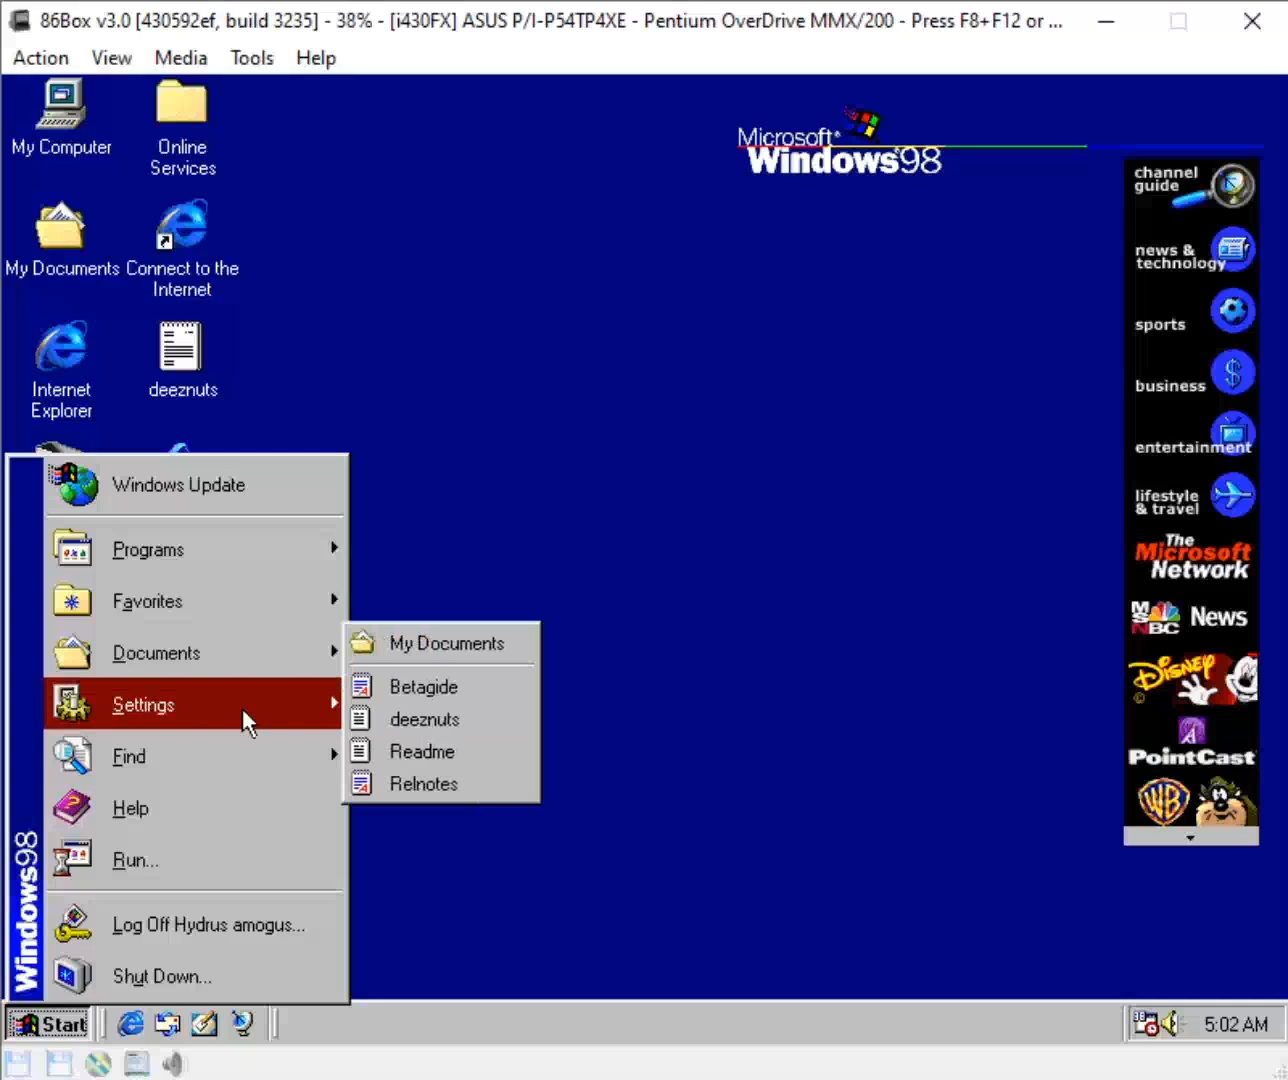 86Box v3.0 [430592ef, build 3235] - 38% - [i430FX] ASUS P/I-P54TP4XE - Pentium OverDrive MMX/200 - Press F8+F12 or ...
Action View Media Tools Help
My Computer
Online
Services
My Documents
Connect to the
Internet
Internet
Explorer
deeznuts
Microsoft
Windows98
channel
guide
news &
technology
sports
business
entertainment
lifestyle
& travel
The
Microsoft
Network
MSNBC News
Disney
PointCast
WB
Windows Update
Programs
Favorites
Documents
Settings
Find
Help
Run...
Log Off Hydrus amogus...
Shut Down...
Windows98
My Documents
Betagide
deeznuts
Readme
Relnotes
Start
5:02 AM